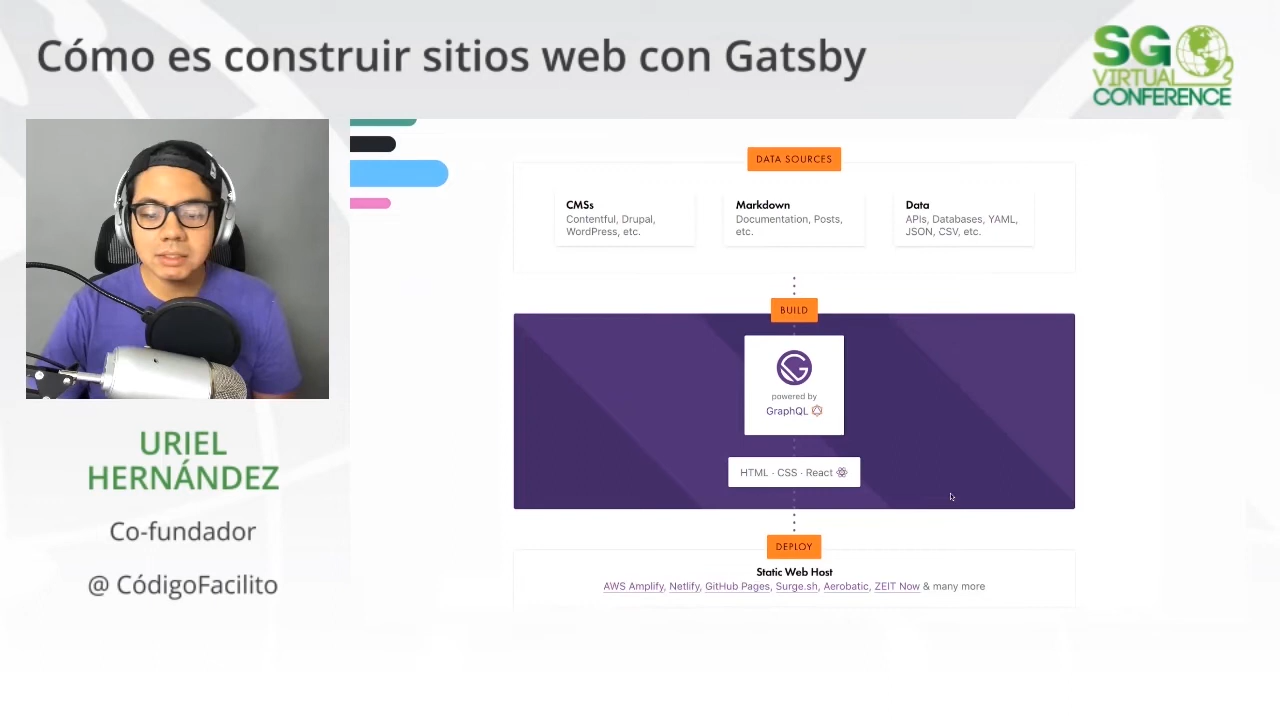 Cómo es construir sitios web con Gatsby
SG
VIRTUAL
CONFERENCE
URIEL
HERNÁNDEZ
Co-fundador
@ CódigoFacilito
DATA SOURCES
CMSs
Contentful, Drupal,
WordPress, etc.
Markdown
Documentation, Posts,
etc.
Data
APIs, Databases, YAML,
JSON, CSV, etc.
BUILD
powered by
GraphQL
HTML · CSS · React
DEPLOY
Static Web Host
AWS Amplify, Netlify, GitHub Pages, Surge.sh, Aerobatic, ZEIT Now & many more